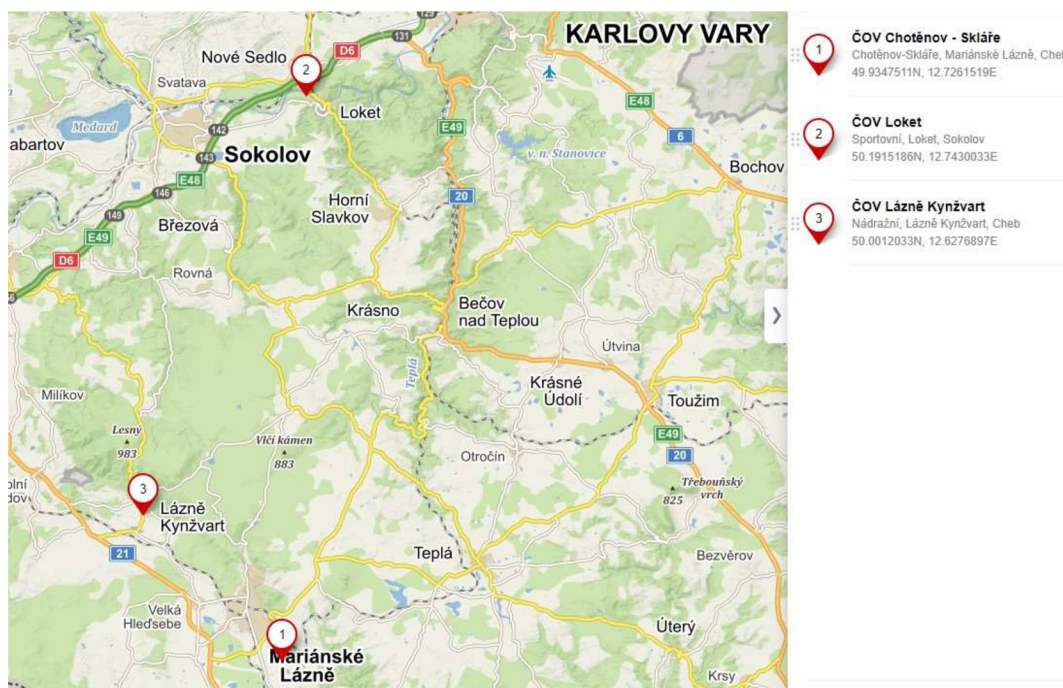 KARLOVY VARY
129
131
D6
Nové Sedlo
2
Svatava
Loket
E48
Medard
142
E49
6
abartov
v. n. Stanovice
143
Sokolov
Bochov
E48
146
20
Horní
Slavkov
149
Březová
E49
D6
Rovná
Bečov
nad Teplou
Krásno
Útvina
Teplá
Krásné
Údolí
Milíkov
Toužim
Lesný
983
Vlčí kámen
883
E49
Otročín
20
Třebouňský
vrch
825
3
olní
dov
Lázně
Kynžvart
21
Teplá
Bezvěrov
Velká
Hleďsebe
Úterý
1
Mariánské
Lázně
Krsy
1
ČOV Chotěnov - Skláře
Chotěnov-Skláře, Mariánské Lázně, Cheb
49.9347511N, 12.7261519E
2
ČOV Loket
Sportovní, Loket, Sokolov
50.1915186N, 12.7430033E
3
ČOV Lázně Kynžvart
Nádražní, Lázně Kynžvart, Cheb
50.0012033N, 12.6276897E